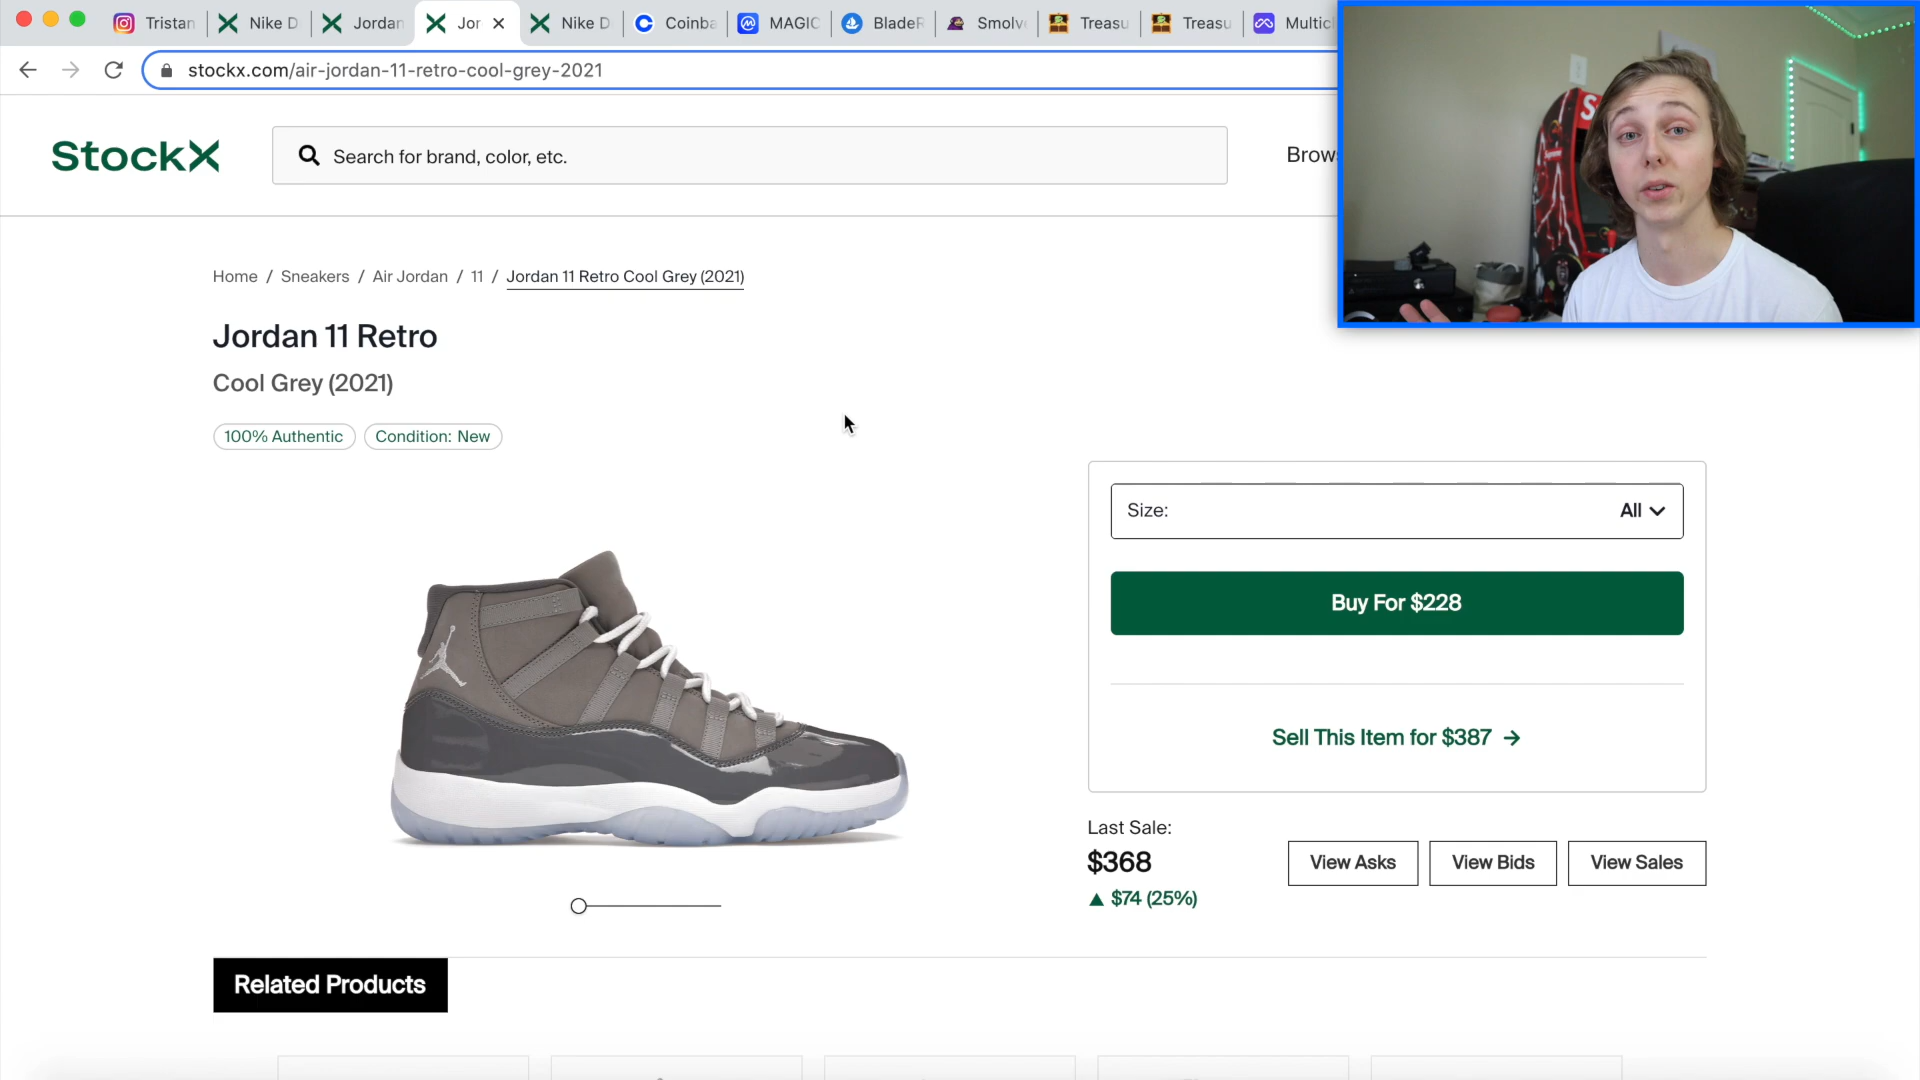 Tristan
Nike D
Jordan
Jor
Nike D
Coinba
MAGIC
BladeR
Smolv
Treasu
Treasu
Multic
stockx.com/air-jordan-11-retro-cool-grey-2021
StockX
Search for brand, color, etc.
Brows
Home / Sneakers / Air Jordan / 11 / Jordan 11 Retro Cool Grey (2021)
Jordan 11 Retro
Cool Grey (2021)
100% Authentic
Condition: New
Size:
All
Buy For $228
Sell This Item for $387 →
Last Sale:
$368
▲ $74 (25%)
View Asks
View Bids
View Sales
Related Products